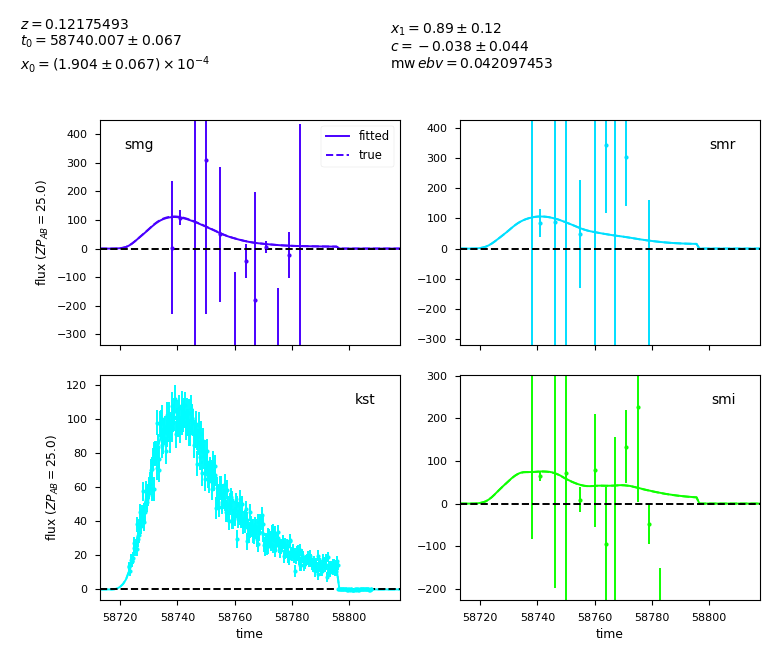 z = 0.12175493
t₀ = 58740.007 ± 0.067
x₀ = (1.904 ± 0.067) × 10⁻⁴
x₁ = 0.89 ± 0.12
c = −0.038 ± 0.044
mw ebv = 0.042097453
smg
fitted
true
400
300
200
100
0
−100
−200
−300
flux (ZP_AB = 25.0)
smr
400
300
200
100
0
−100
−200
−300
kst
120
100
80
60
40
20
0
flux (ZP_AB = 25.0)
58720 58740 58760 58780 58800
time
smi
300
200
100
0
−100
−200
58720 58740 58760 58780 58800
time